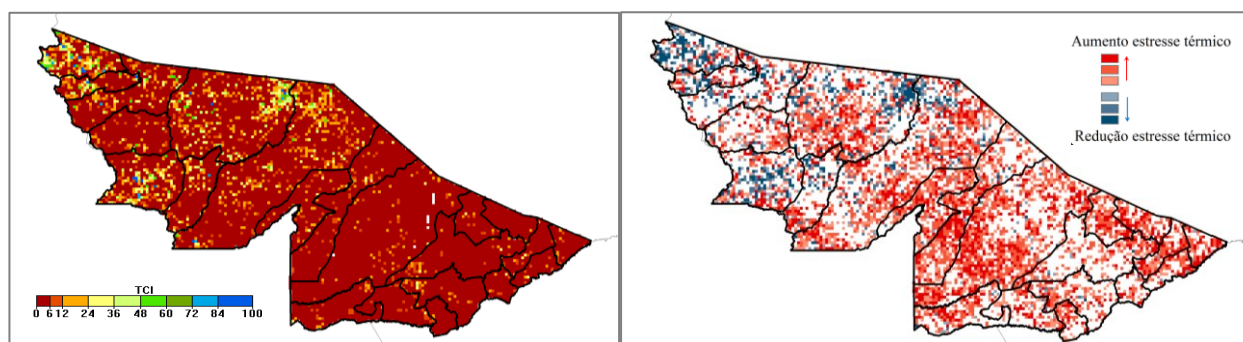 TCI
0 6 12 24 36 48 60 72 84 100
Aumento estresse térmico
Redução estresse térmico